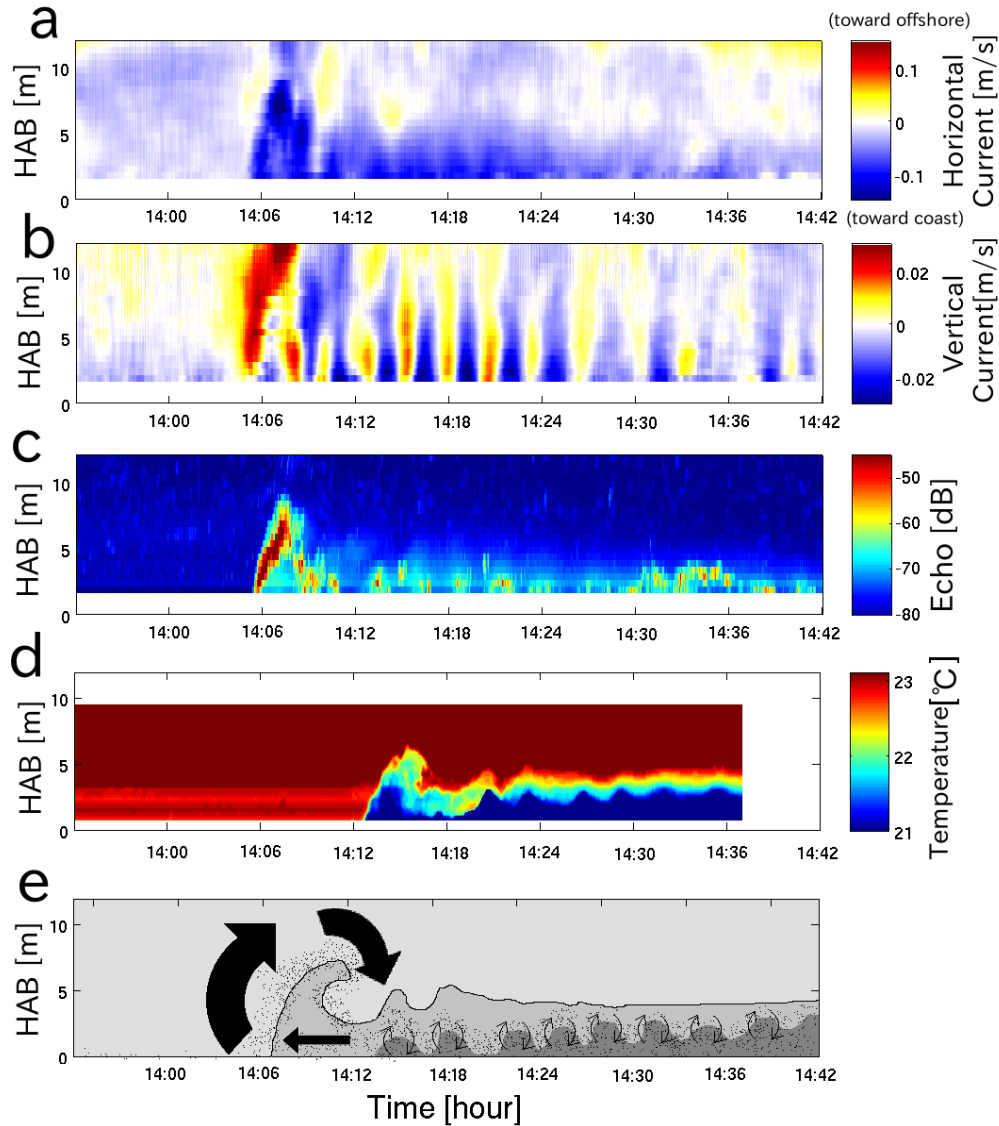 a
(toward offshore)
HAB [m]
10
5
0
14:00 14:06 14:12 14:18 14:24 14:30 14:36 14:42
0.1
0
-0.1
Horizontal
Current [m/s]
b
(toward coast)
HAB [m]
10
5
0
14:00 14:06 14:12 14:18 14:24 14:30 14:36 14:42
0.02
0
-0.02
Vertical
Current[m/s]
c
HAB [m]
10
5
0
14:00 14:06 14:12 14:18 14:24 14:30 14:36 14:42
-50
-60
-70
-80
Echo [dB]
d
HAB [m]
10
5
0
14:00 14:06 14:12 14:18 14:24 14:30 14:36 14:42
23
22
21
Temperature[℃]
e
HAB [m]
10
5
0
14:00 14:06 14:12 14:18 14:24 14:30 14:36 14:42
Time [hour]